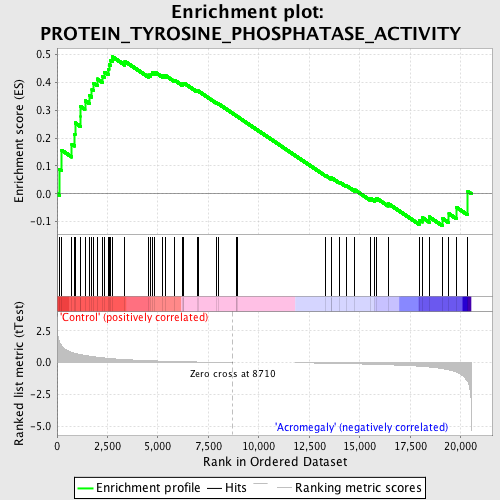 Enrichment plot:
PROTEIN_TYROSINE_PHOSPHATASE_ACTIVITY
Enrichment score (ES)
0.5
0.4
0.3
0.2
0.1
0.0
-0.1
'Control' (positively correlated)
Ranked list metric (tTest)
2.5
0.0
-2.5
-5.0
Zero cross at 8710
'Acromegaly' (negatively correlated)
0 2,500 5,000 7,500 10,000 12,500 15,000 17,500 20,000
Rank in Ordered Dataset
Enrichment profile Hits Ranking metric scores